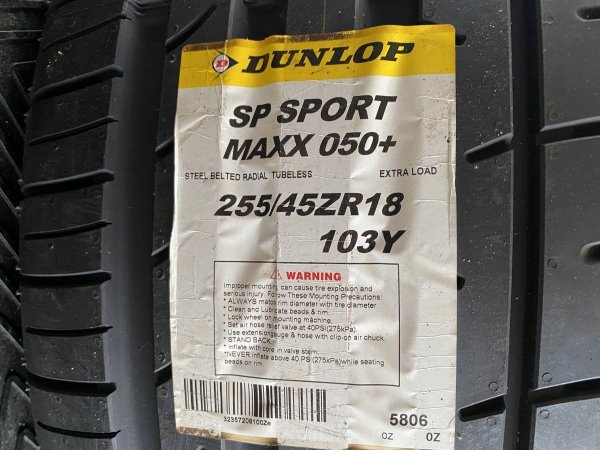 DUNLOP
SP SPORT
MAXX 050+
STEEL BELTED RADIAL TUBELESS EXTRA LOAD
255/45ZR18
103Y
WARNING
Improper mounting can cause tire explosion and
serious injury. Follow These Mounting Precautions:
* ALWAYS match rim diameter with tire diameter
* Clean and Lubricate beads & rim
* Lock wheel on mounting machine.
* Set air hose relief valve at 40PSI(275kPa)
* Use extension gauge & hose with clip-on air chuck.
* STAND BACK
* Inflate with core in valve stem
*NEVER inflate above 40 PSI(275kPa)while seating
beads on rim
5806
OZ OZ